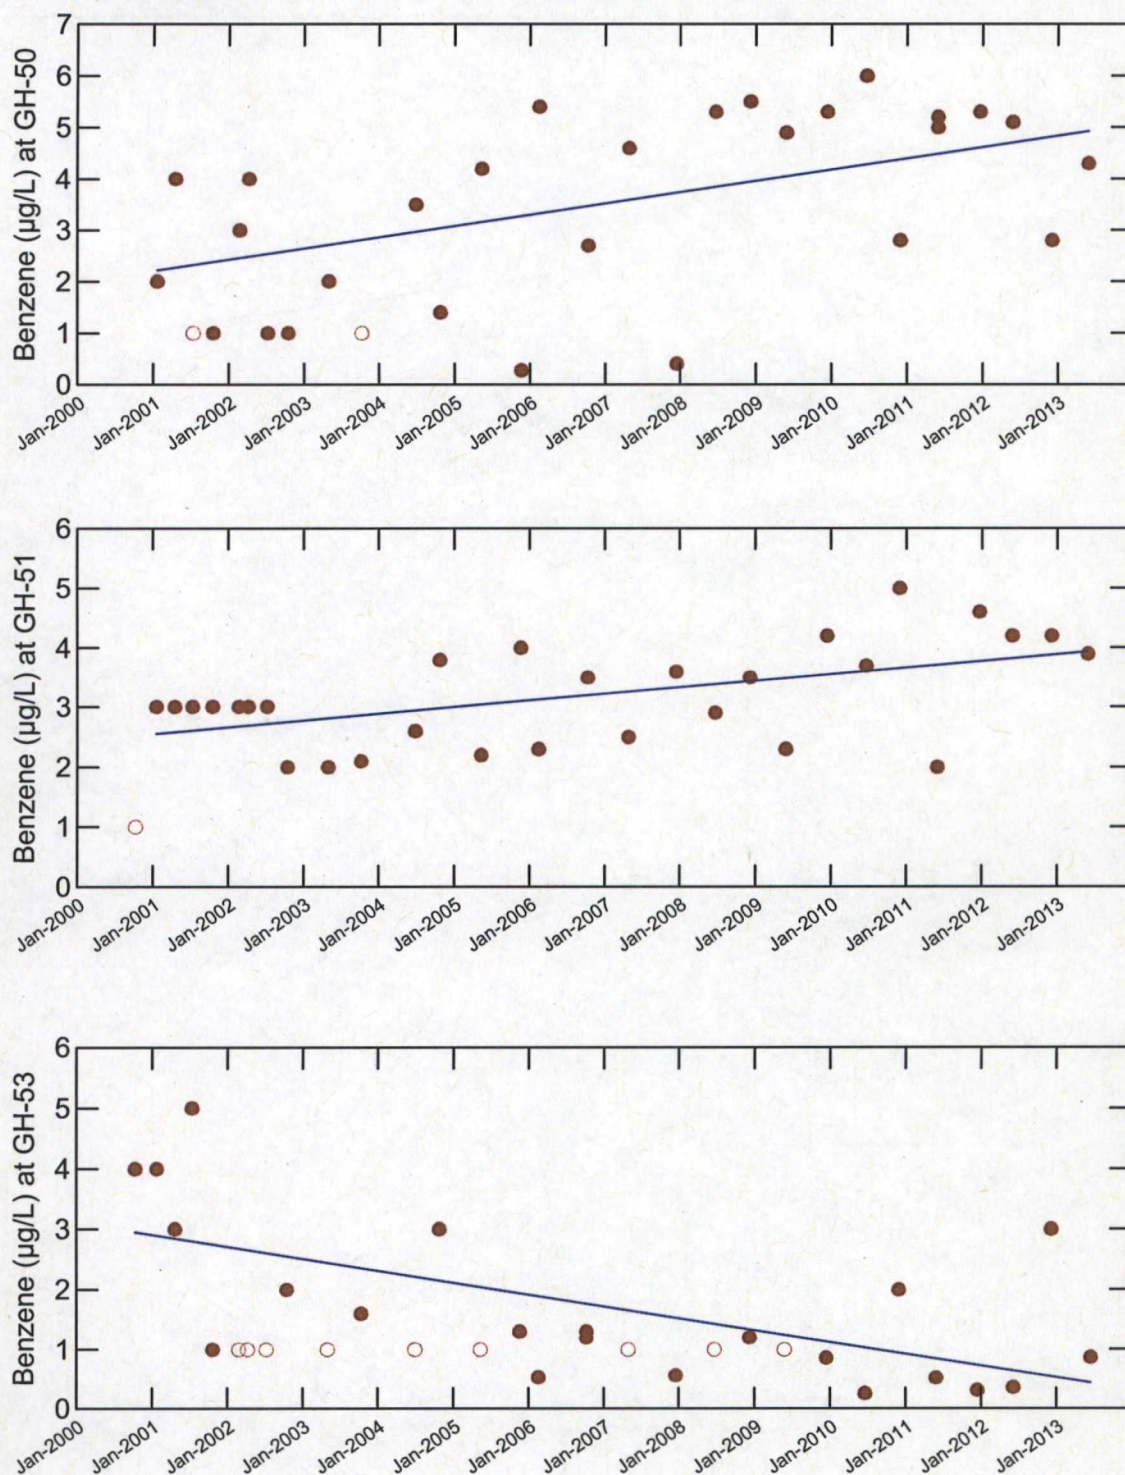 Benzene (µg/L) at GH-50
7
6
5
4
3
2
1
0
Jan-2000
Jan-2001
Jan-2002
Jan-2003
Jan-2004
Jan-2005
Jan-2006
Jan-2007
Jan-2008
Jan-2009
Jan-2010
Jan-2011
Jan-2012
Jan-2013
Benzene (µg/L) at GH-51
6
5
4
3
2
1
0
Jan-2000
Jan-2001
Jan-2002
Jan-2003
Jan-2004
Jan-2005
Jan-2006
Jan-2007
Jan-2008
Jan-2009
Jan-2010
Jan-2011
Jan-2012
Jan-2013
Benzene (µg/L) at GH-53
6
5
4
3
2
1
0
Jan-2000
Jan-2001
Jan-2002
Jan-2003
Jan-2004
Jan-2005
Jan-2006
Jan-2007
Jan-2008
Jan-2009
Jan-2010
Jan-2011
Jan-2012
Jan-2013